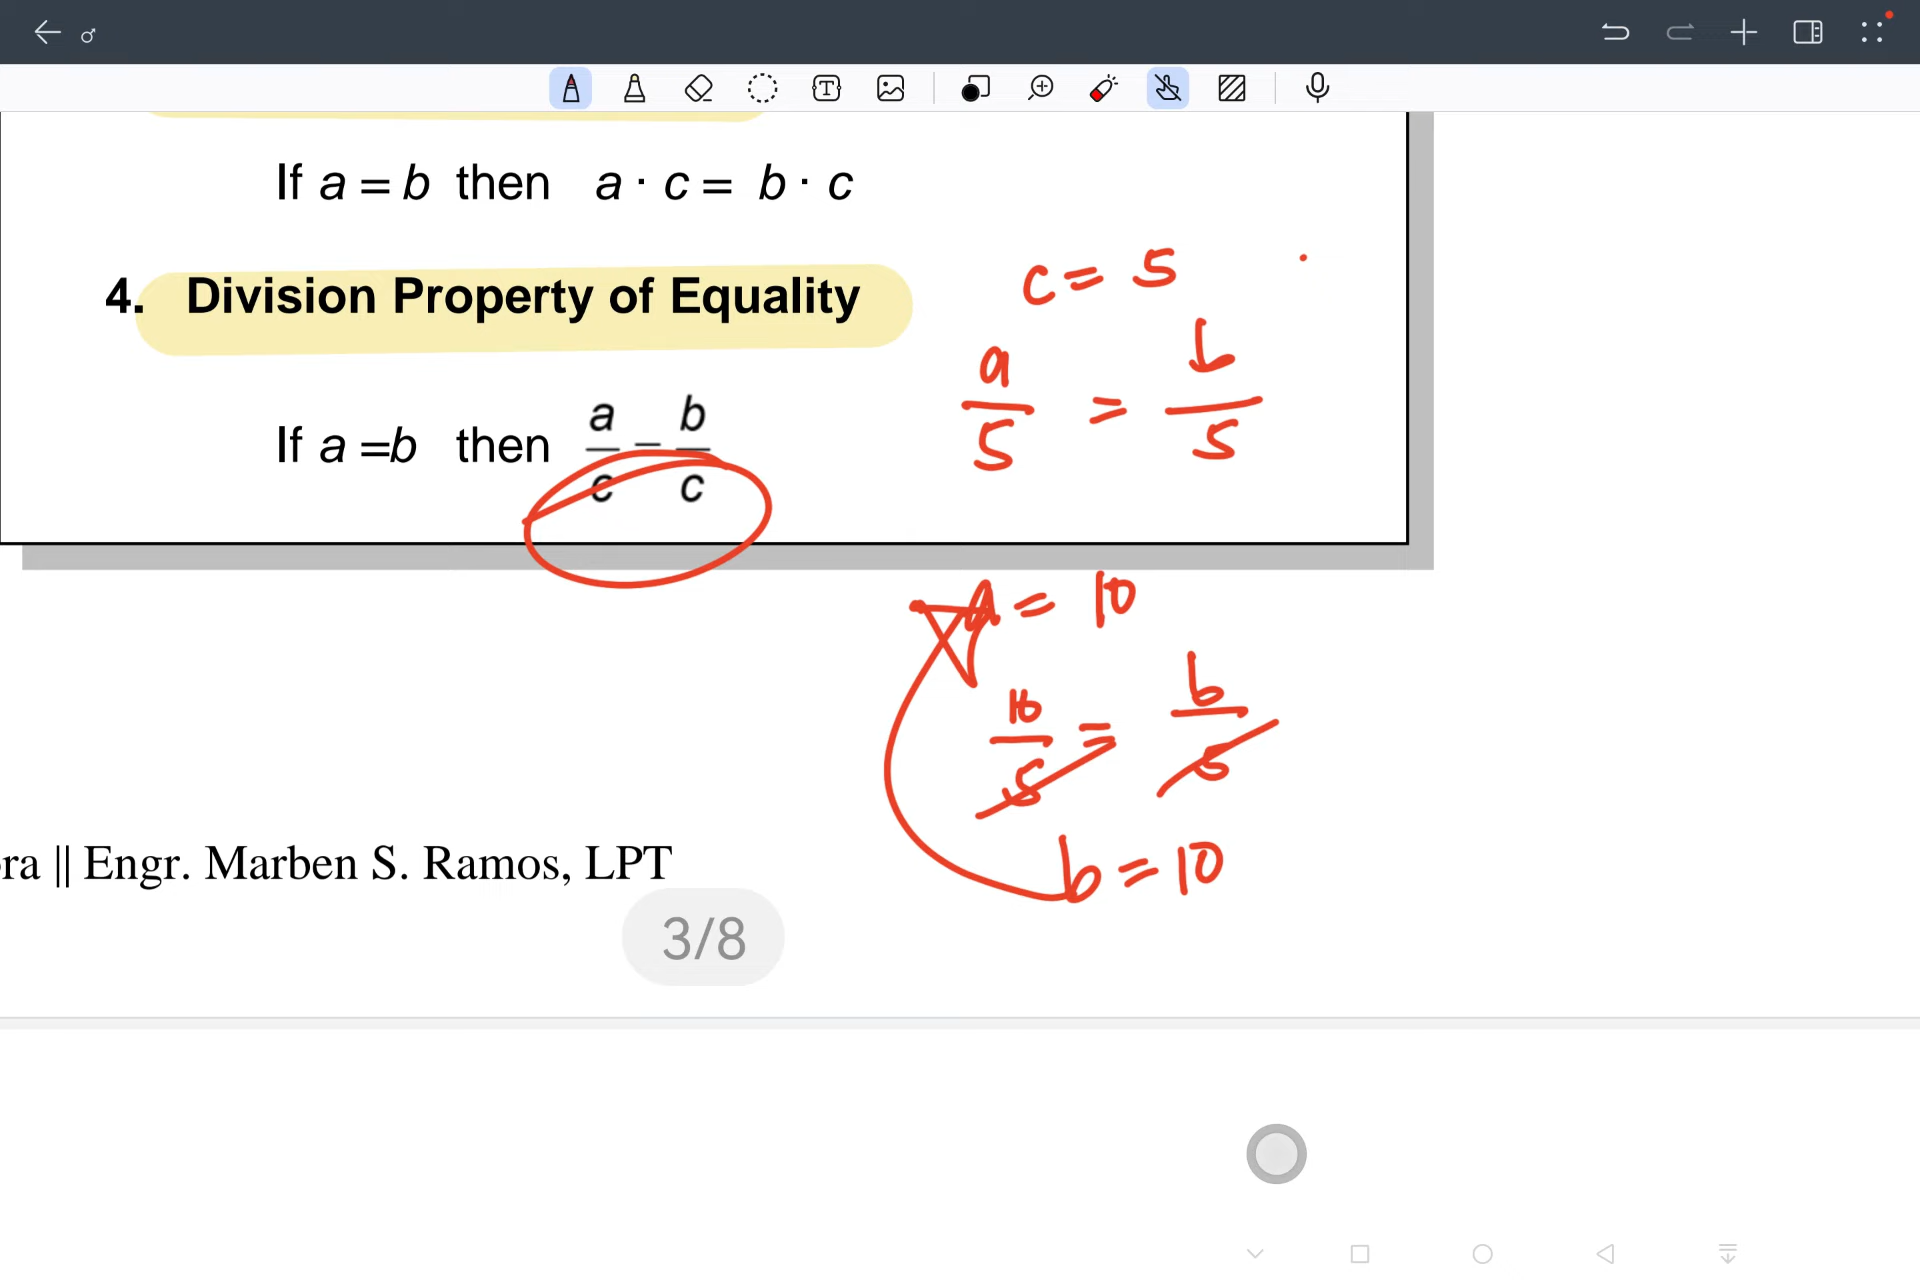 If a = b then a · c = b · c
4. Division Property of Equality
If a =b then a/c = b/c
c = 5
a/5 = b/5
a = 10
10/5 = b/5
b = 10
ra || Engr. Marben S. Ramos, LPT
3/8